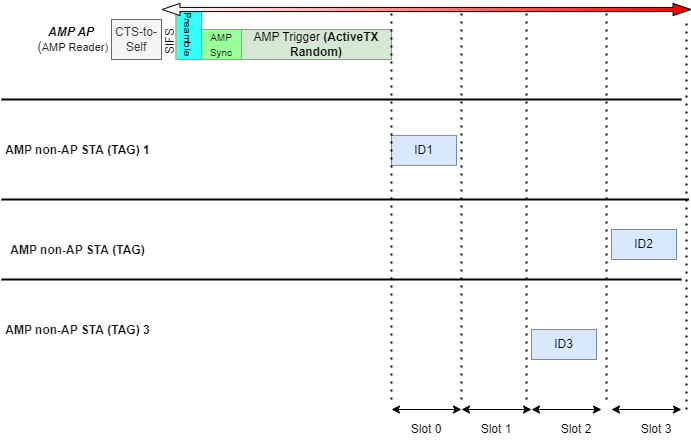 AMP AP
(AMP Reader)
CTS-to-
Self
SIFS
Preamble
AMP
Sync
AMP Trigger (ActiveTX
Random)
AMP non-AP STA (TAG) 1
ID1
AMP non-AP STA (TAG)
ID2
AMP non-AP STA (TAG) 3
ID3
Slot 0
Slot 1
Slot 2
Slot 3